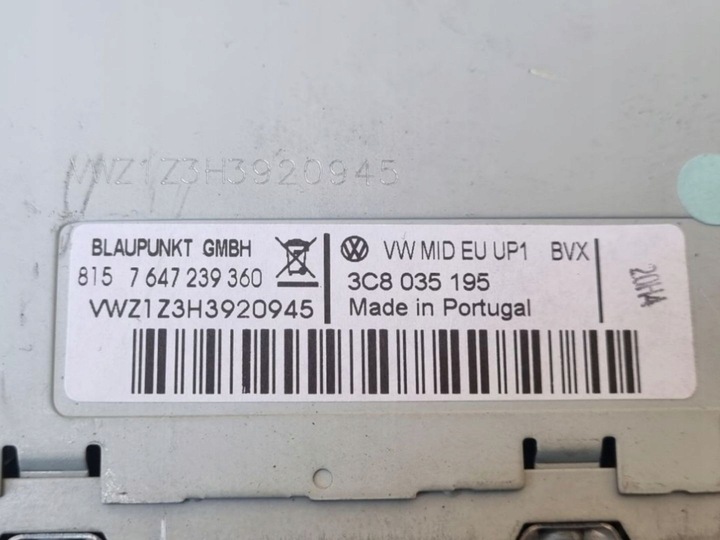 VWZ1Z3H3920945
BLAUPUNKT GMBH
815 7 647 239 360
VWZ1Z3H3920945
VW MID EU UP1 BVX
3C8 035 195
Made in Portugal